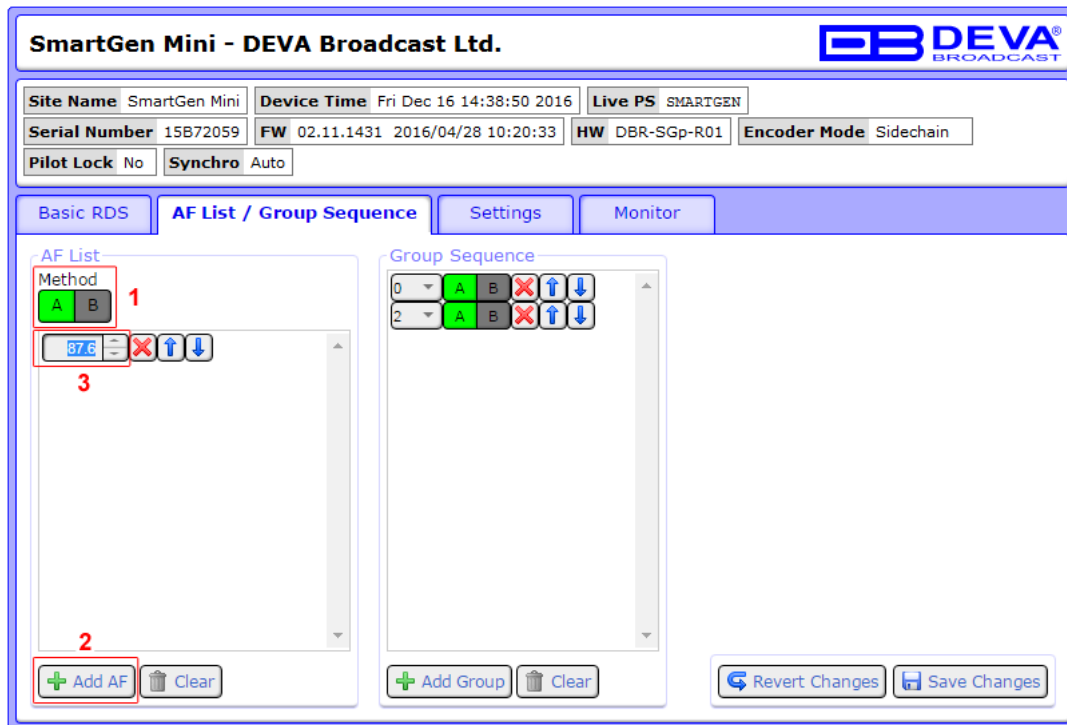 SmartGen Mini - DEVA Broadcast Ltd.
DEVA®
BROADCAST
Site Name SmartGen Mini Device Time Fri Dec 16 14:38:50 2016 Live PS SMARTGEN
Serial Number 15B72059 FW 02.11.1431 2016/04/28 10:20:33 HW DBR-SGp-R01 Encoder Mode Sidechain
Pilot Lock No Synchro Auto
Basic RDS AF List / Group Sequence Settings Monitor
AF List
Method
A B
1
87.6
3
2
Add AF Clear
Group Sequence
0 A B
2 A B
Add Group Clear
Revert Changes Save Changes